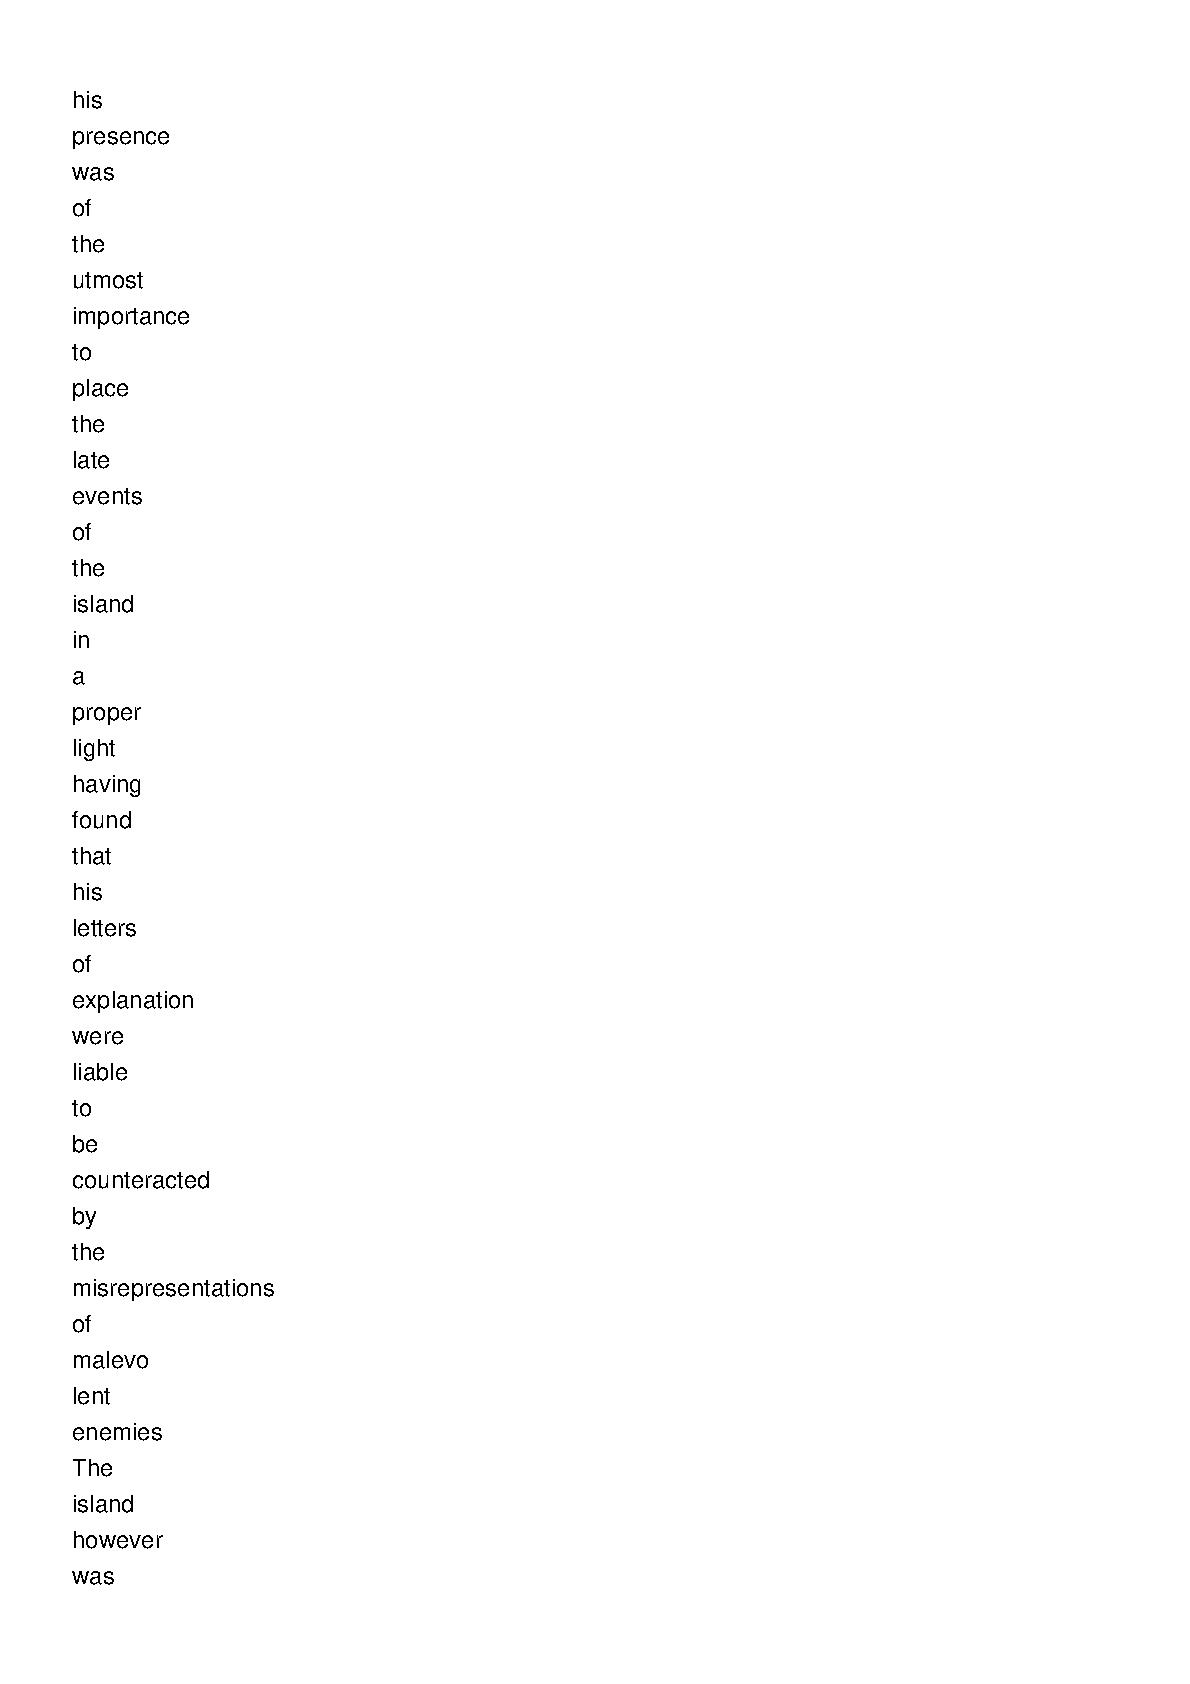 his
presence
was
of
the
utmost
importance
to
place
the
late
events
of
the
island
in
a
proper
light
having
found
that
his
letters
of
explanation
were
liable
to
be
counteracted
by
the
misrepresentations
of
malevo
lent
enemies
The
island
however
was